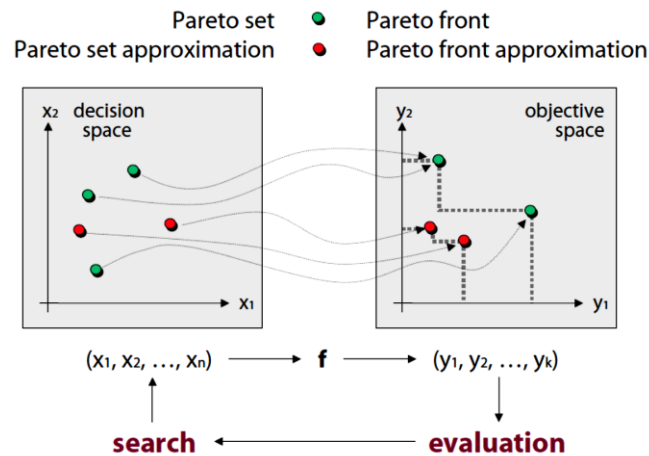 Pareto set Pareto front
Pareto set approximation Pareto front approximation
x₂ decision space
x₁
y₂ objective space
y₁
(x₁, x₂, …, xₙ) f (y₁, y₂, …, yₖ)
search evaluation